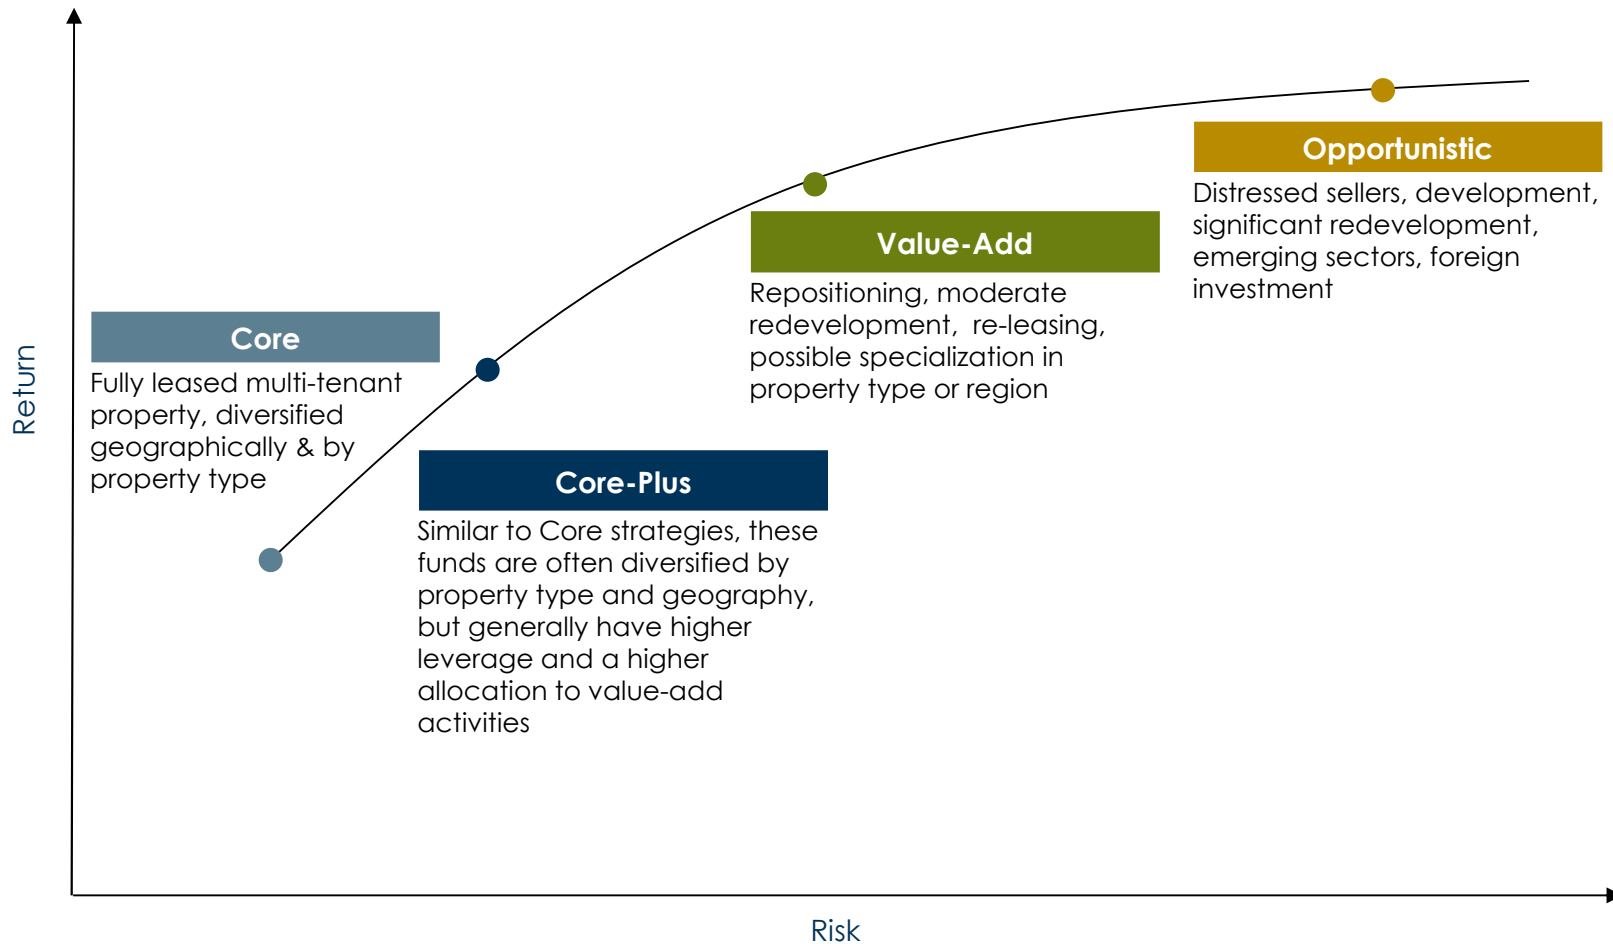 Return
Core
Fully leased multi-tenant
property, diversified
geographically & by
property type
Core-Plus
Similar to Core strategies, these
funds are often diversified by
property type and geography,
but generally have higher
leverage and a higher
allocation to value-add
activities
Value-Add
Repositioning, moderate
redevelopment,  re-leasing,
possible specialization in
property type or region
Opportunistic
Distressed sellers, development,
significant redevelopment,
emerging sectors, foreign
investment
Risk